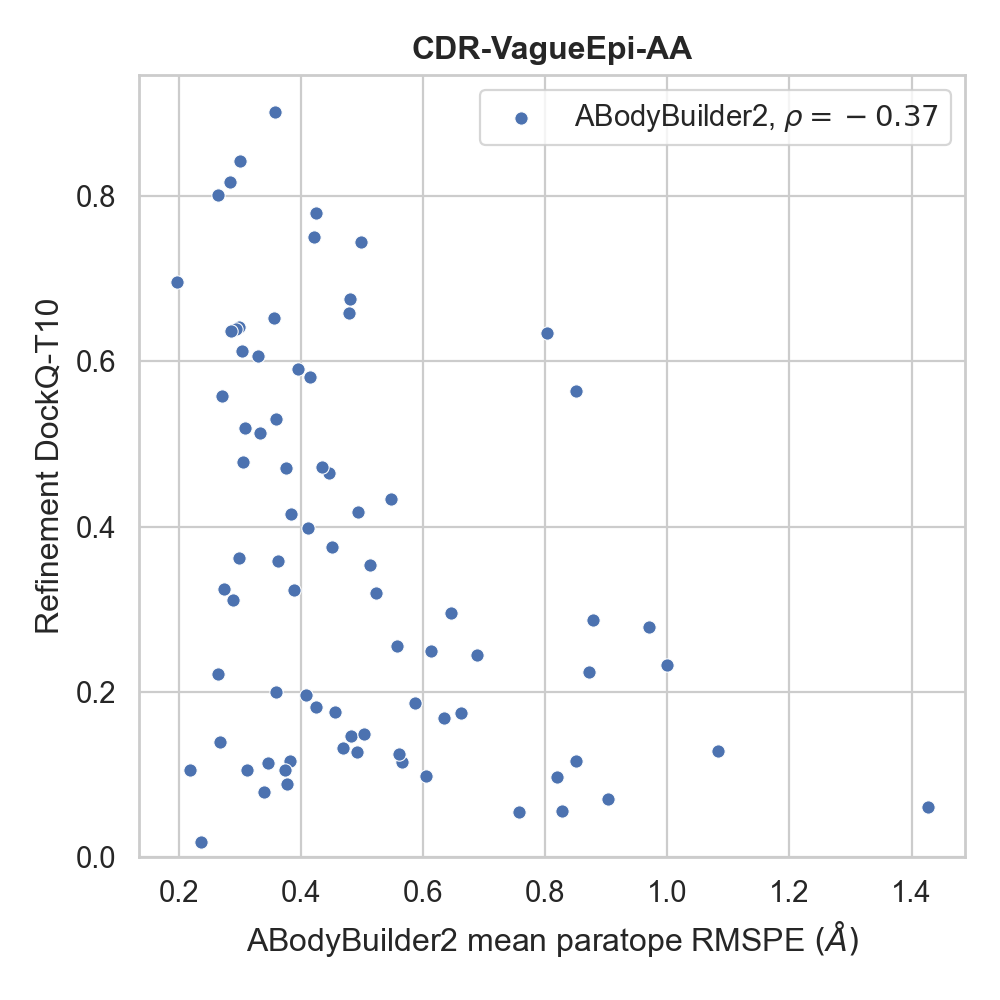 CDR-VagueEpi-AA
ABodyBuilder2, ρ = − 0.37
Refinement DockQ-T10
0.8
0.6
0.4
0.2
0.0
0.2 0.4 0.6 0.8 1.0 1.2 1.4
ABodyBuilder2 mean paratope RMSPE (Å)